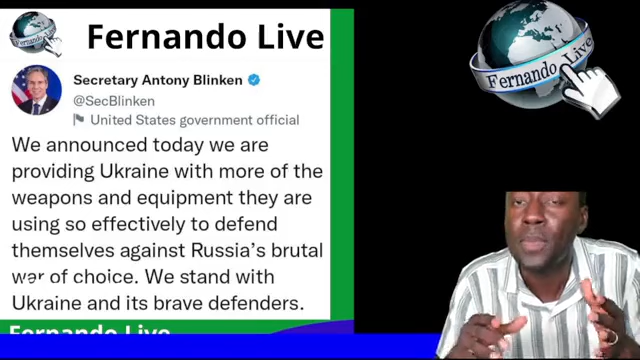 Fernando Live
Secretary Antony Blinken
@SecBlinken
United States government official
We announced today we are
providing Ukraine with more of the
weapons and equipment they are
using so effectively to defend
themselves against Russia's brutal
war of choice. We stand with
Ukraine and its brave defenders.
Fernando Live
Fernando Live